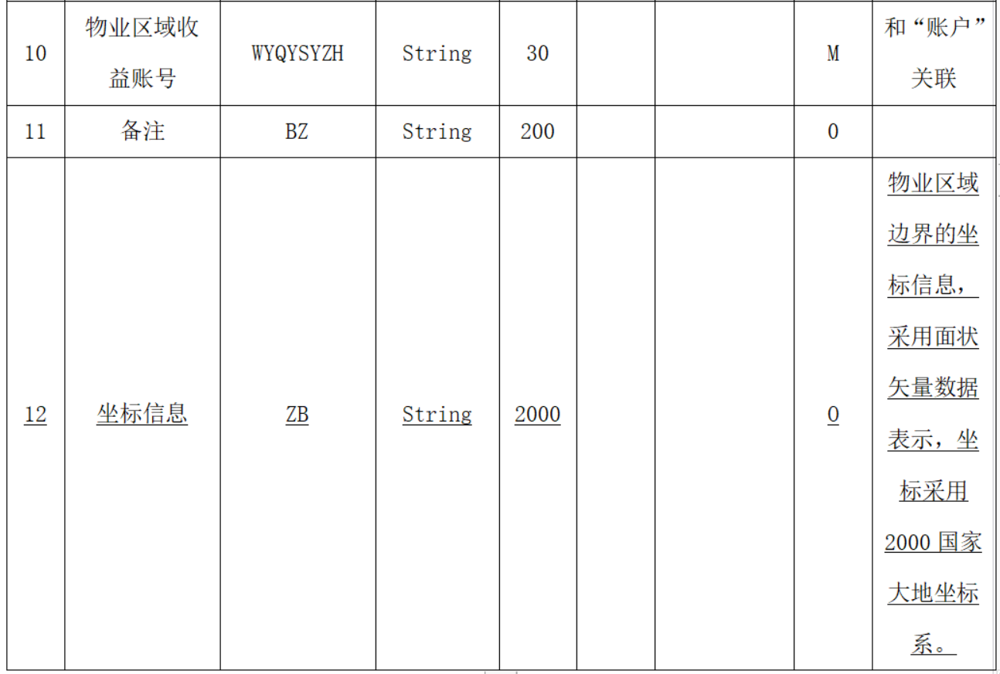 10 物业区域收益账号 WYQYSYZH String 30 M 和“账户”关联
11 备注 BZ String 200 O
12 坐标信息 ZB String 2000 O 物业区域边界的坐标信息，采用面状矢量数据表示，坐标采用2000国家大地坐标系。